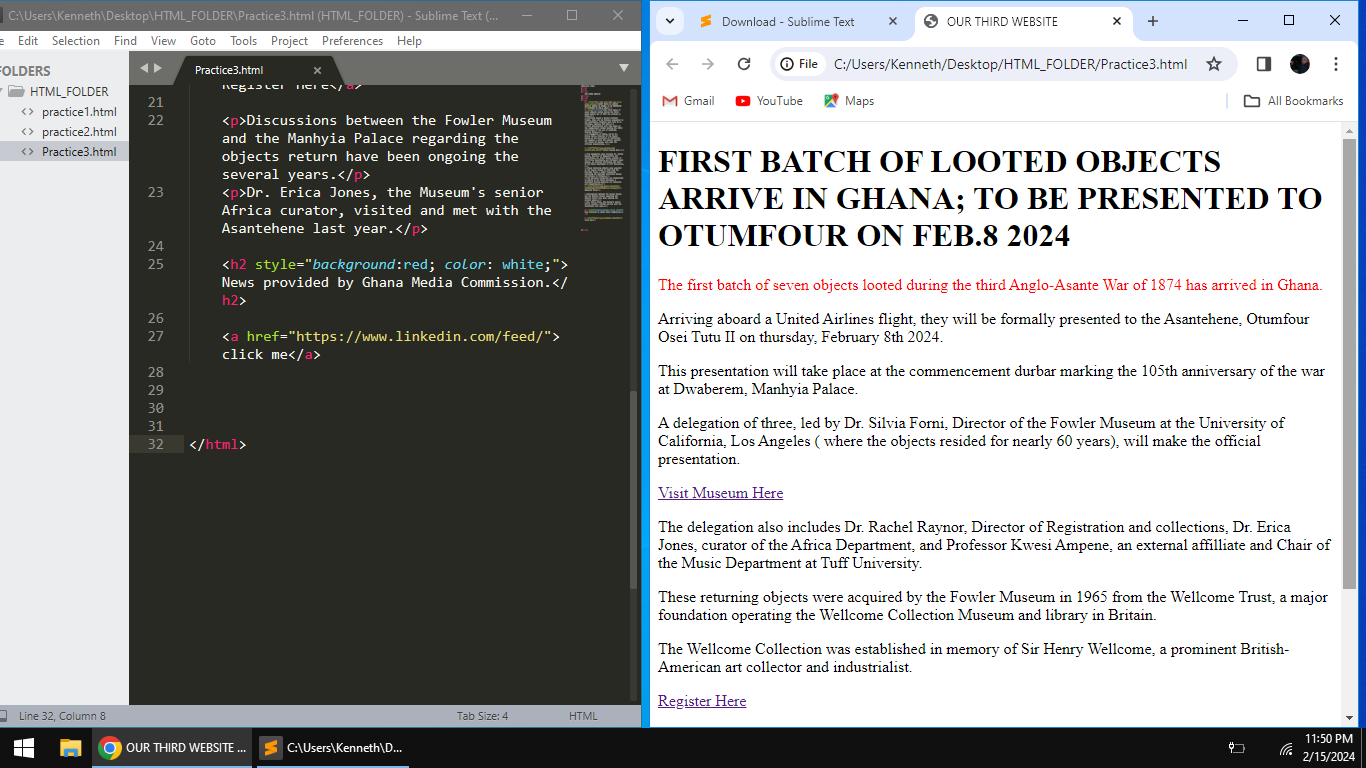 C:\Users\Kenneth\Desktop\HTML_FOLDER\Practice3.html (HTML_FOLDER) - Sublime Text (...
e Edit Selection Find View Goto Tools Project Preferences Help
FOLDERS
HTML_FOLDER
practice1.html
practice2.html
Practice3.html
Practice3.html
Register Here</a>
21
22 <p>Discussions between the Fowler Museum
and the Manhyia Palace regarding the
objects return have been ongoing the
several years.</p>
23 <p>Dr. Erica Jones, the Museum's senior
Africa curator, visited and met with the
Asantehene last year.</p>
24
25 <h2 style="background:red; color: white;">
News provided by Ghana Media Commission.</
h2>
26
27 <a href="https://www.linkedin.com/feed/">
click me</a>
28
29
30
31
32 </html>
Line 32, Column 8
Tab Size: 4
HTML
Download - Sublime Text
OUR THIRD WEBSITE
File C:/Users/Kenneth/Desktop/HTML_FOLDER/Practice3.html
Gmail YouTube Maps All Bookmarks
FIRST BATCH OF LOOTED OBJECTS
ARRIVE IN GHANA; TO BE PRESENTED TO
OTUMFOUR ON FEB.8 2024
The first batch of seven objects looted during the third Anglo-Asante War of 1874 has arrived in Ghana.
Arriving aboard a United Airlines flight, they will be formally presented to the Asantehene, Otumfour
Osei Tutu II on thursday, February 8th 2024.
This presentation will take place at the commencement durbar marking the 105th anniversary of the war
at Dwaberem, Manhyia Palace.
A delegation of three, led by Dr. Silvia Forni, Director of the Fowler Museum at the University of
California, Los Angeles ( where the objects resided for nearly 60 years), will make the official
presentation.
Visit Museum Here
The delegation also includes Dr. Rachel Raynor, Director of Registration and collections, Dr. Erica
Jones, curator of the Africa Department, and Professor Kwesi Ampene, an external affilliate and Chair of
the Music Department at Tuff University.
These returning objects were acquired by the Fowler Museum in 1965 from the Wellcome Trust, a major
foundation operating the Wellcome Collection Museum and library in Britain.
The Wellcome Collection was established in memory of Sir Henry Wellcome, a prominent British-
American art collector and industrialist.
Register Here
OUR THIRD WEBSITE ...
C:\Users\Kenneth\D...
11:50 PM
2/15/2024